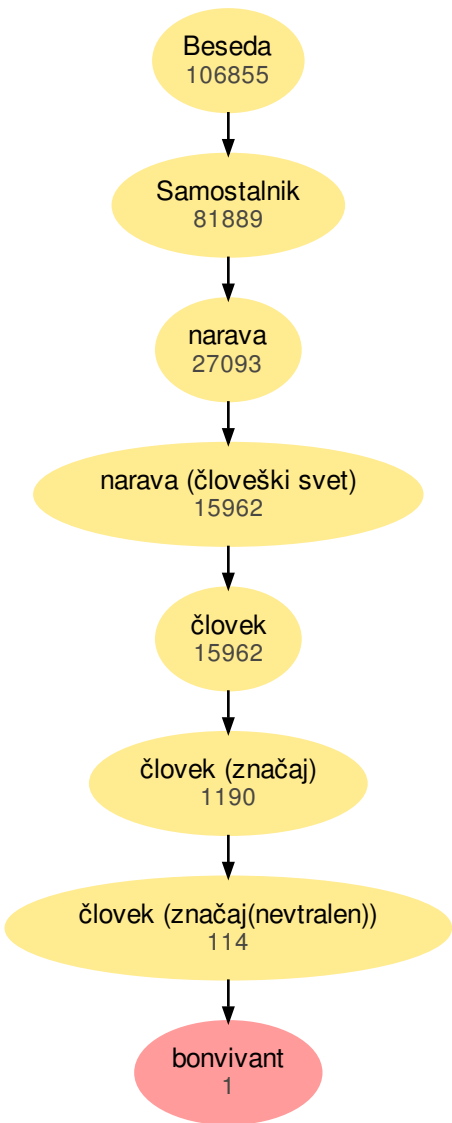 Beseda
106855
Samostalnik
81889
narava
27093
narava (človeški svet)
15962
človek
15962
človek (značaj)
1190
človek (značaj(nevtralen))
114
bonvivant
1